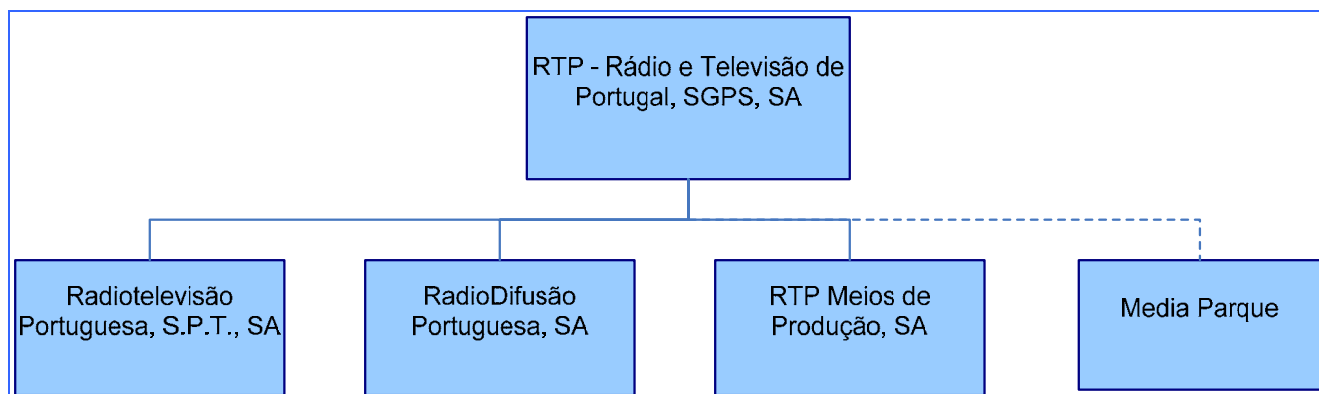 RTP - Rádio e Televisão de
Portugal, SGPS, SA
Radiotelevisão
Portuguesa, S.P.T., SA
RadioDifusão
Portuguesa, SA
RTP Meios de
Produção, SA
Media Parque